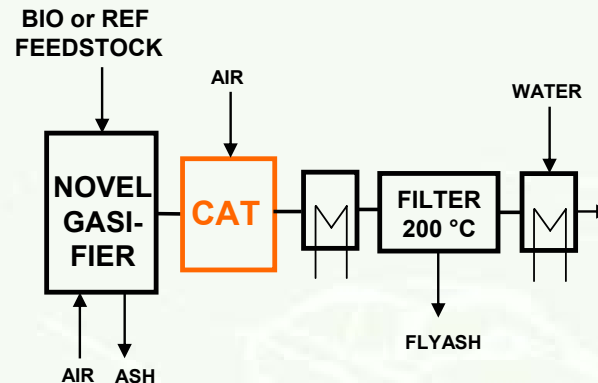 BIO or REF
FEEDSTOCK
AIR
WATER
NOVEL
GASI-
FIER
CAT
FILTER
200 °C
FLYASH
AIR
ASH